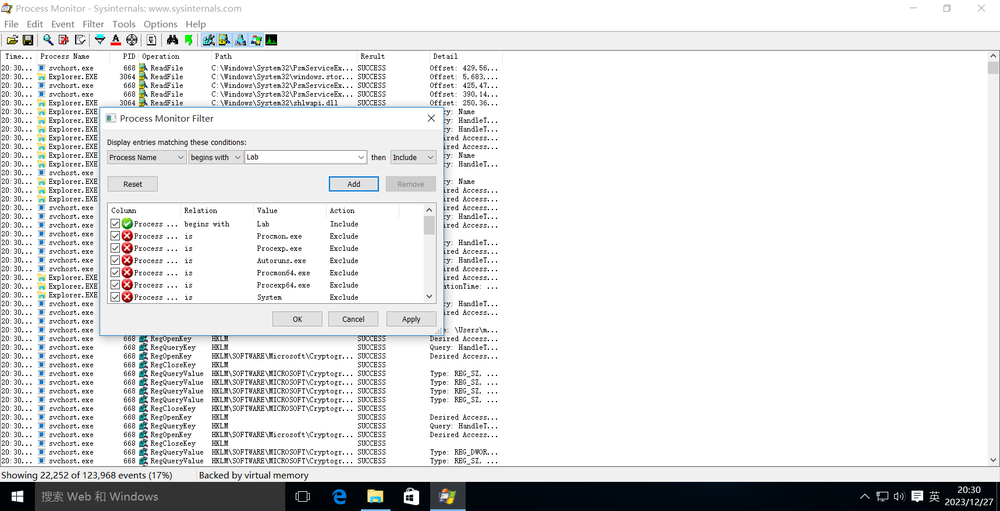 Process Monitor - Sysinternals: www.sysinternals.com
File Edit Event Filter Tools Options Help
Time... Process Name PID Operation Path Result Detail
20:30... svchost.exe 668 ReadFile C:\Windows\System32\PsmServiceEx... SUCCESS Offset: 429,56...
20:30... Explorer.EXE 3064 ReadFile C:\Windows\System32\windows.stor... SUCCESS Offset: 5,683,...
20:30... svchost.exe 668 ReadFile C:\Windows\System32\PsmServiceEx... SUCCESS Offset: 425,47...
20:30... svchost.exe 668 ReadFile C:\Windows\System32\PsmServiceEx... SUCCESS Offset: 390,14...
20:30... Explorer.EXE 3064 ReadFile C:\Windows\System32\shlwapi.dll SUCCESS Offset: 250,36...
20:30... Explorer.EXE ry: Name
20:30... Explorer.EXE ry: HandleT...
20:30... Explorer.EXE ry: HandleT...
20:30... Explorer.EXE ired Access...
20:30... Explorer.EXE ired Access...
20:30... Explorer.EXE ry: Name
20:30... Explorer.EXE ry: HandleT...
20:30... svchost.exe
20:30... Explorer.EXE ry: Name
20:30... Explorer.EXE ired Access...
20:30... Explorer.EXE ired Access...
20:30... svchost.exe ired Access...
20:30... svchost.exe ry: HandleT...
20:30... svchost.exe ired Access...
20:30... svchost.exe
20:30... svchost.exe ry: HandleT...
20:30... svchost.exe ired Access...
20:30... svchost.exe ry: HandleT...
20:30... svchost.exe ired Access...
20:30... Explorer.EXE ired Access...
20:30... Explorer.EXE ationTime: ...
20:30... Explorer.EXE
20:30... svchost.exe ry: HandleT...
20:30... svchost.exe ired Access...
20:30... svchost.exe
20:30... svchost.exe e: \Users\m...
20:30... svchost.exe 668 RegOpenKey HKLM SUCCESS Desired Access...
20:30... svchost.exe 668 RegQueryKey HKLM SUCCESS Query: HandleT...
20:30... svchost.exe 668 RegOpenKey HKLM\SOFTWARE\Microsoft\Cryptogr... SUCCESS Desired Access...
20:30... svchost.exe 668 RegCloseKey HKLM SUCCESS
20:30... svchost.exe 668 RegQueryValue HKLM\SOFTWARE\MICROSOFT\Cryptogr... SUCCESS Type: REG_SZ, ...
20:30... svchost.exe 668 RegQueryValue HKLM\SOFTWARE\MICROSOFT\Cryptogr... SUCCESS Type: REG_SZ, ...
20:30... svchost.exe 668 RegQueryValue HKLM\SOFTWARE\MICROSOFT\Cryptogr... SUCCESS Type: REG_SZ, ...
20:30... svchost.exe 668 RegQueryValue HKLM\SOFTWARE\MICROSOFT\Cryptogr... SUCCESS Type: REG_SZ, ...
20:30... svchost.exe 668 RegCloseKey HKLM\SOFTWARE\MICROSOFT\Cryptogr... SUCCESS
20:30... svchost.exe 668 RegOpenKey HKLM SUCCESS Desired Access...
20:30... svchost.exe 668 RegQueryKey HKLM SUCCESS Query: HandleT...
20:30... svchost.exe 668 RegOpenKey HKLM\SOFTWARE\Microsoft\Cryptogr... SUCCESS Desired Access...
20:30... svchost.exe 668 RegCloseKey HKLM SUCCESS
20:30... svchost.exe 668 RegQueryValue HKLM\SOFTWARE\MICROSOFT\Cryptogr... SUCCESS Type: REG_DWOR...
20:30... svchost.exe 668 RegQueryValue HKLM\SOFTWARE\MICROSOFT\Cryptogr... SUCCESS Type: REG_SZ, ...
Process Monitor Filter
Display entries matching these conditions:
Process Name begins with Lab then Include
Reset Add Remove
Column Relation Value Action
Process ... begins with Lab Include
Process ... is Procmon.exe Exclude
Process ... is Procexp.exe Exclude
Process ... is Autoruns.exe Exclude
Process ... is Procmon64.exe Exclude
Process ... is Procexp64.exe Exclude
Process ... is System Exclude
OK Cancel Apply
Showing 22,252 of 123,968 events (17%) Backed by virtual memory
搜索 Web 和 Windows
英
20:30
2023/12/27